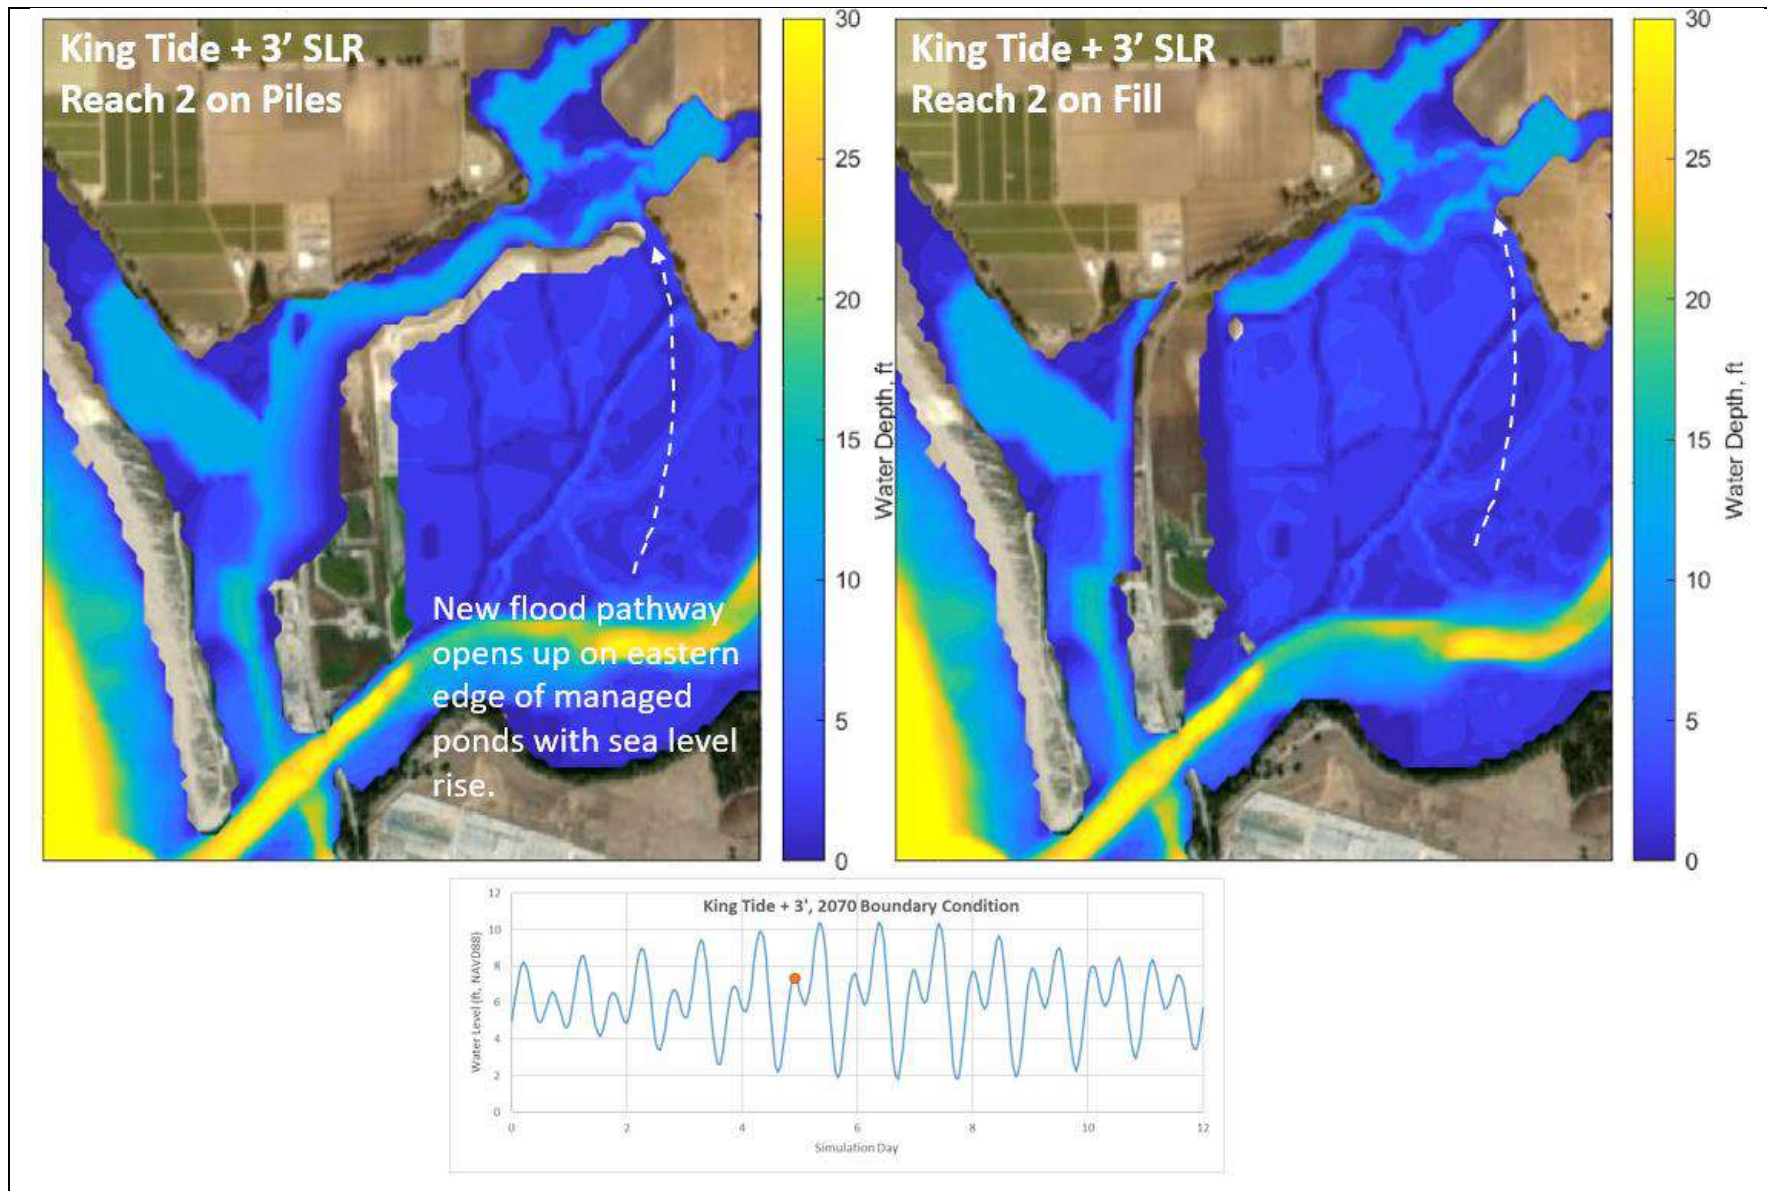 King Tide + 3’ SLR
Reach 2 on Piles
30
25
20
15
10
5
0
Water Depth, ft
New flood pathway
opens up on eastern
edge of managed
ponds with sea level
rise.
King Tide + 3’ SLR
Reach 2 on Fill
30
25
20
15
10
5
0
Water Depth, ft
King Tide + 3', 2070 Boundary Condition
Water Level (ft, NAVD88)
12
10
8
6
4
2
0
0 2 4 6 8 10 12
Simulation Day